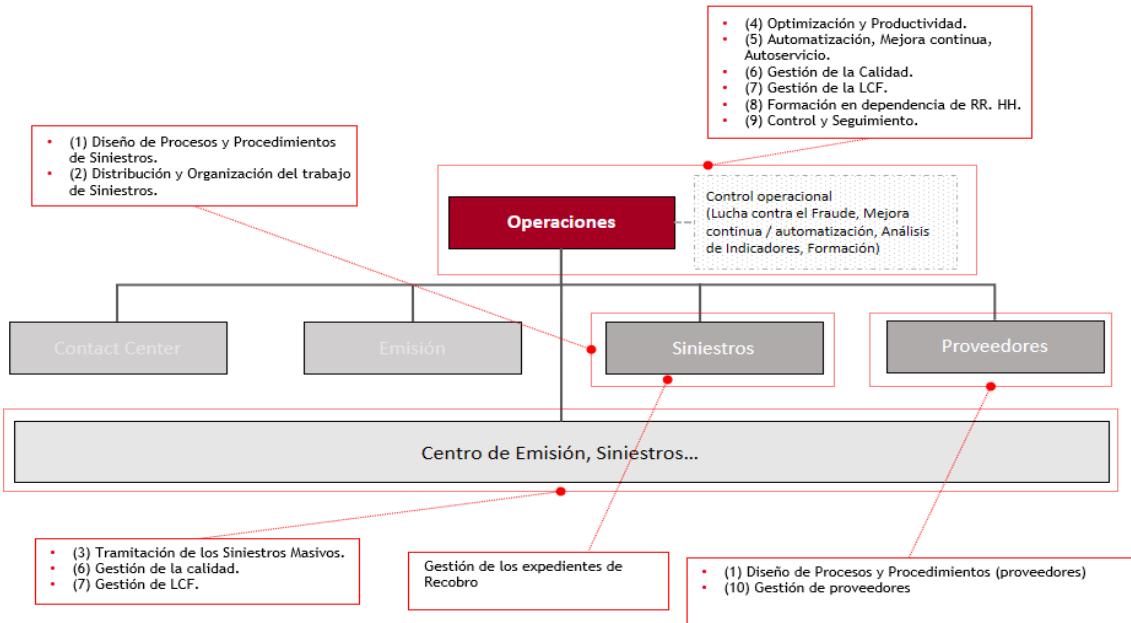 • (4) Optimización y Productividad.
• (5) Automatización, Mejora continua,
Autoservicio.
• (6) Gestión de la Calidad.
• (7) Gestión de la LCF.
• (8) Formación en dependencia de RR. HH.
• (9) Control y Seguimiento.
• (1) Diseño de Procesos y Procedimientos
de Siniestros.
• (2) Distribución y Organización del trabajo
de Siniestros.
Operaciones
Control operacional
(Lucha contra el Fraude, Mejora
continua / automatización, Análisis
de Indicadores, Formación)
Contact Center
Emisión
Siniestros
Proveedores
Centro de Emisión, Siniestros...
• (3) Tramitación de los Siniestros Masivos.
• (6) Gestión de la calidad.
• (7) Gestión de LCF.
Gestión de los expedientes de
Recobro
• (1) Diseño de Procesos y Procedimientos (proveedores)
• (10) Gestión de proveedores